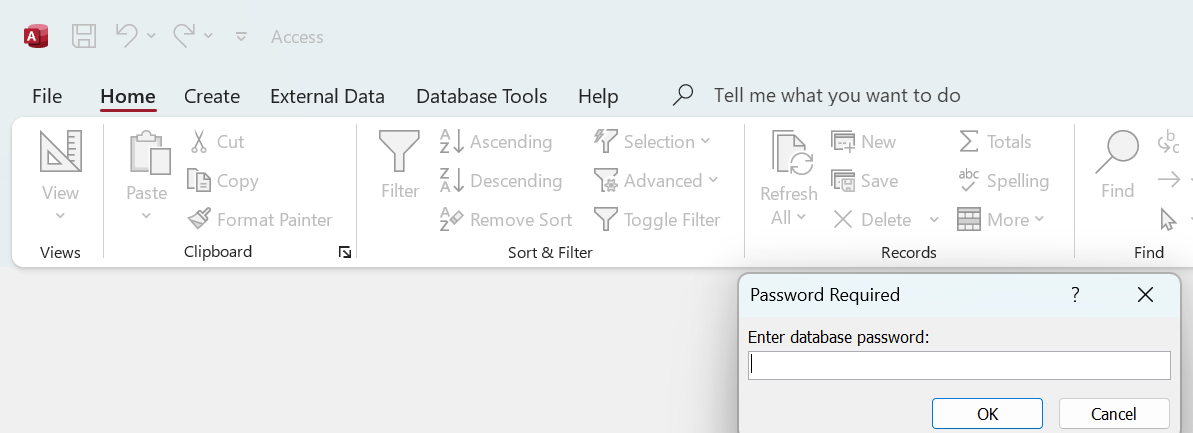 Access
File Home Create External Data Database Tools Help Tell me what you want to do
View
Views
Paste
Cut
Copy
Format Painter
Clipboard
Filter
Ascending
Descending
Remove Sort
Selection
Advanced
Toggle Filter
Sort & Filter
Refresh
All
New
Save
Delete
Totals
Spelling
More
Records
Find
Find
Password Required ?
Enter database password:
OK Cancel